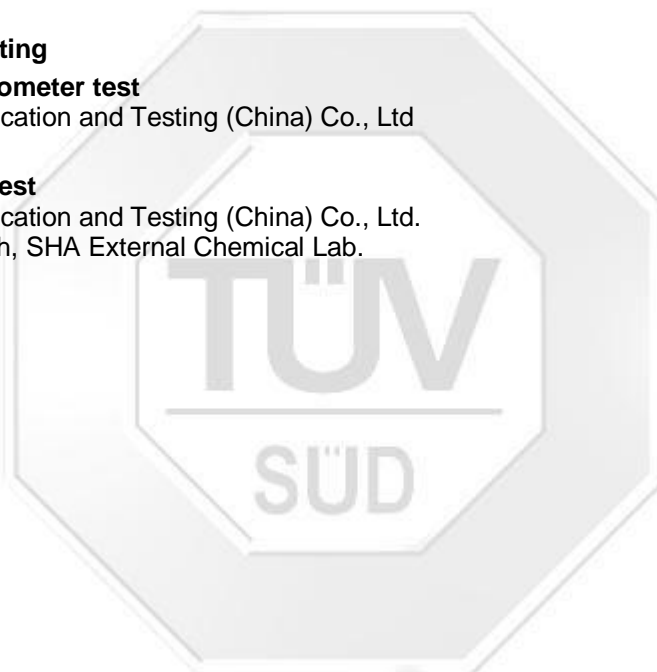 ting
ometer test
cation and Testing (China) Co., Ltd
est
cation and Testing (China) Co., Ltd.
h, SHA External Chemical Lab.
TÜV
SÜD